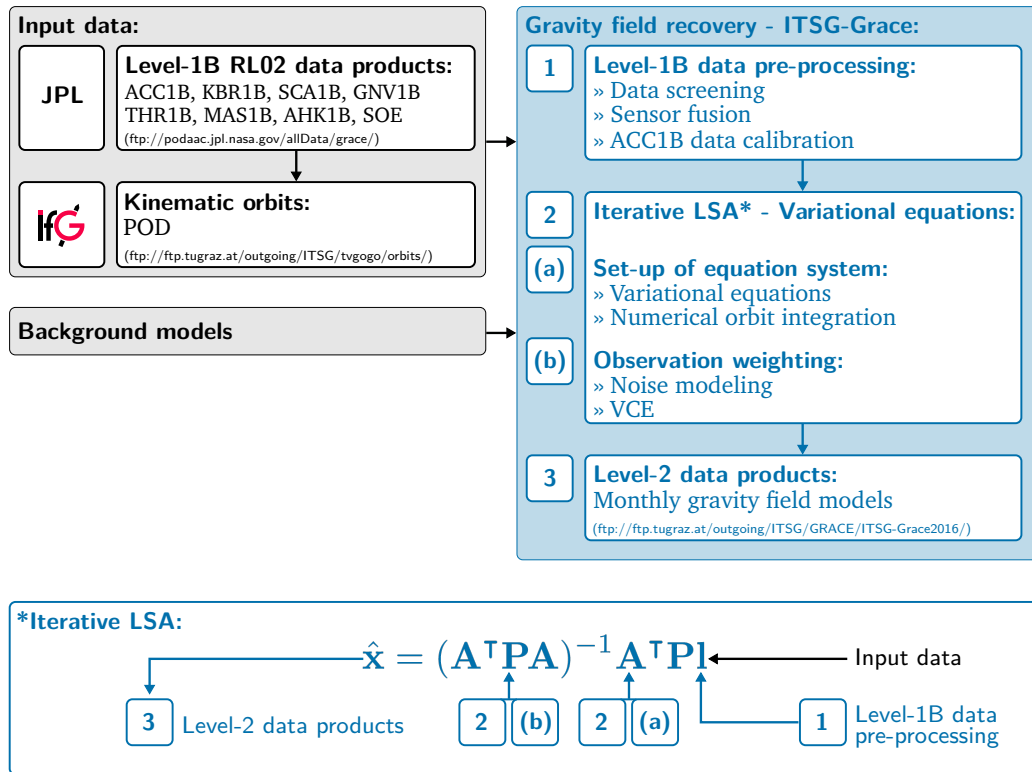 Input data:
JPL
Level-1B RL02 data products:
ACC1B, KBR1B, SCA1B, GNV1B
THR1B, MAS1B, AHK1B, SOE
(ftp://podaac.jpl.nasa.gov/allData/grace/)
IfG
Kinematic orbits:
POD
(ftp://ftp.tugraz.at/outgoing/ITSG/tvgogo/orbits/)
Background models
Gravity field recovery - ITSG-Grace:
1
Level-1B data pre-processing:
» Data screening
» Sensor fusion
» ACC1B data calibration
2
Iterative LSA* - Variational equations:
(a)
Set-up of equation system:
» Variational equations
» Numerical orbit integration
(b)
Observation weighting:
» Noise modeling
» VCE
3
Level-2 data products:
Monthly gravity field models
(ftp://ftp.tugraz.at/outgoing/ITSG/GRACE/ITSG-Grace2016/)
*Iterative LSA:
x̂ = (AᵀPA)⁻¹AᵀPl
Input data
3 Level-2 data products
2 (b)
2 (a)
1
Level-1B data
pre-processing